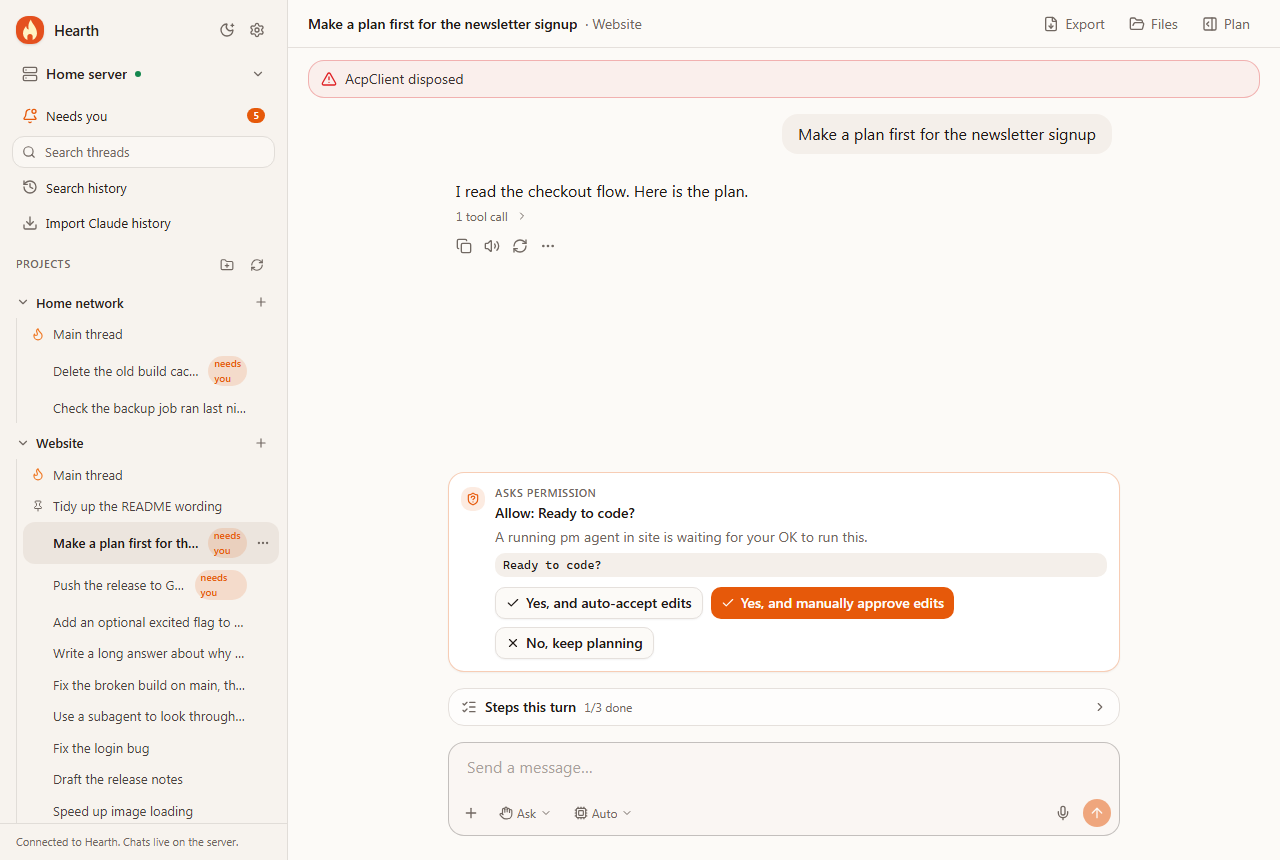 Hearth
Home server
Needs you
5
Search threads
Search history
Import Claude history
PROJECTS
Home network
Main thread
Delete the old build cac...
needs
you
Check the backup job ran last ni...
Website
Main thread
Tidy up the README wording
Make a plan first for th...
needs
you
Push the release to G...
needs
you
Add an optional excited flag to ...
Write a long answer about why ...
Fix the broken build on main, th...
Use a subagent to look through...
Fix the login bug
Draft the release notes
Speed up image loading
Connected to Hearth. Chats live on the server.
Make a plan first for the newsletter signup · Website
Export
Files
Plan
AcpClient disposed
Make a plan first for the newsletter signup
I read the checkout flow. Here is the plan.
1 tool call
ASKS PERMISSION
Allow: Ready to code?
A running pm agent in site is waiting for your OK to run this.
Ready to code?
Yes, and auto-accept edits
Yes, and manually approve edits
No, keep planning
Steps this turn 1/3 done
Send a message...
Ask
Auto